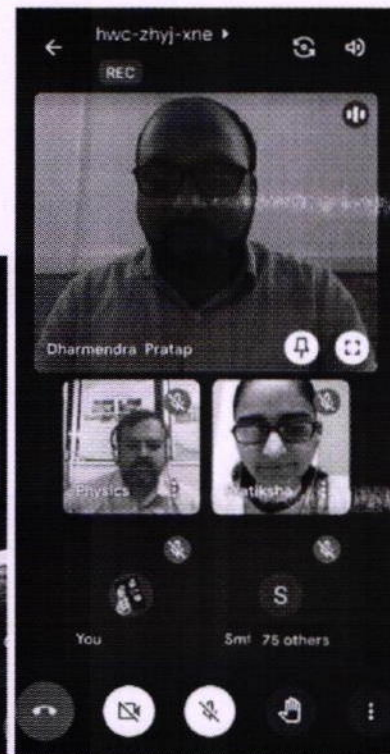 hwc-zhyj-xne
REC
Dharmendra Pratap
Physics
You
S
75 others